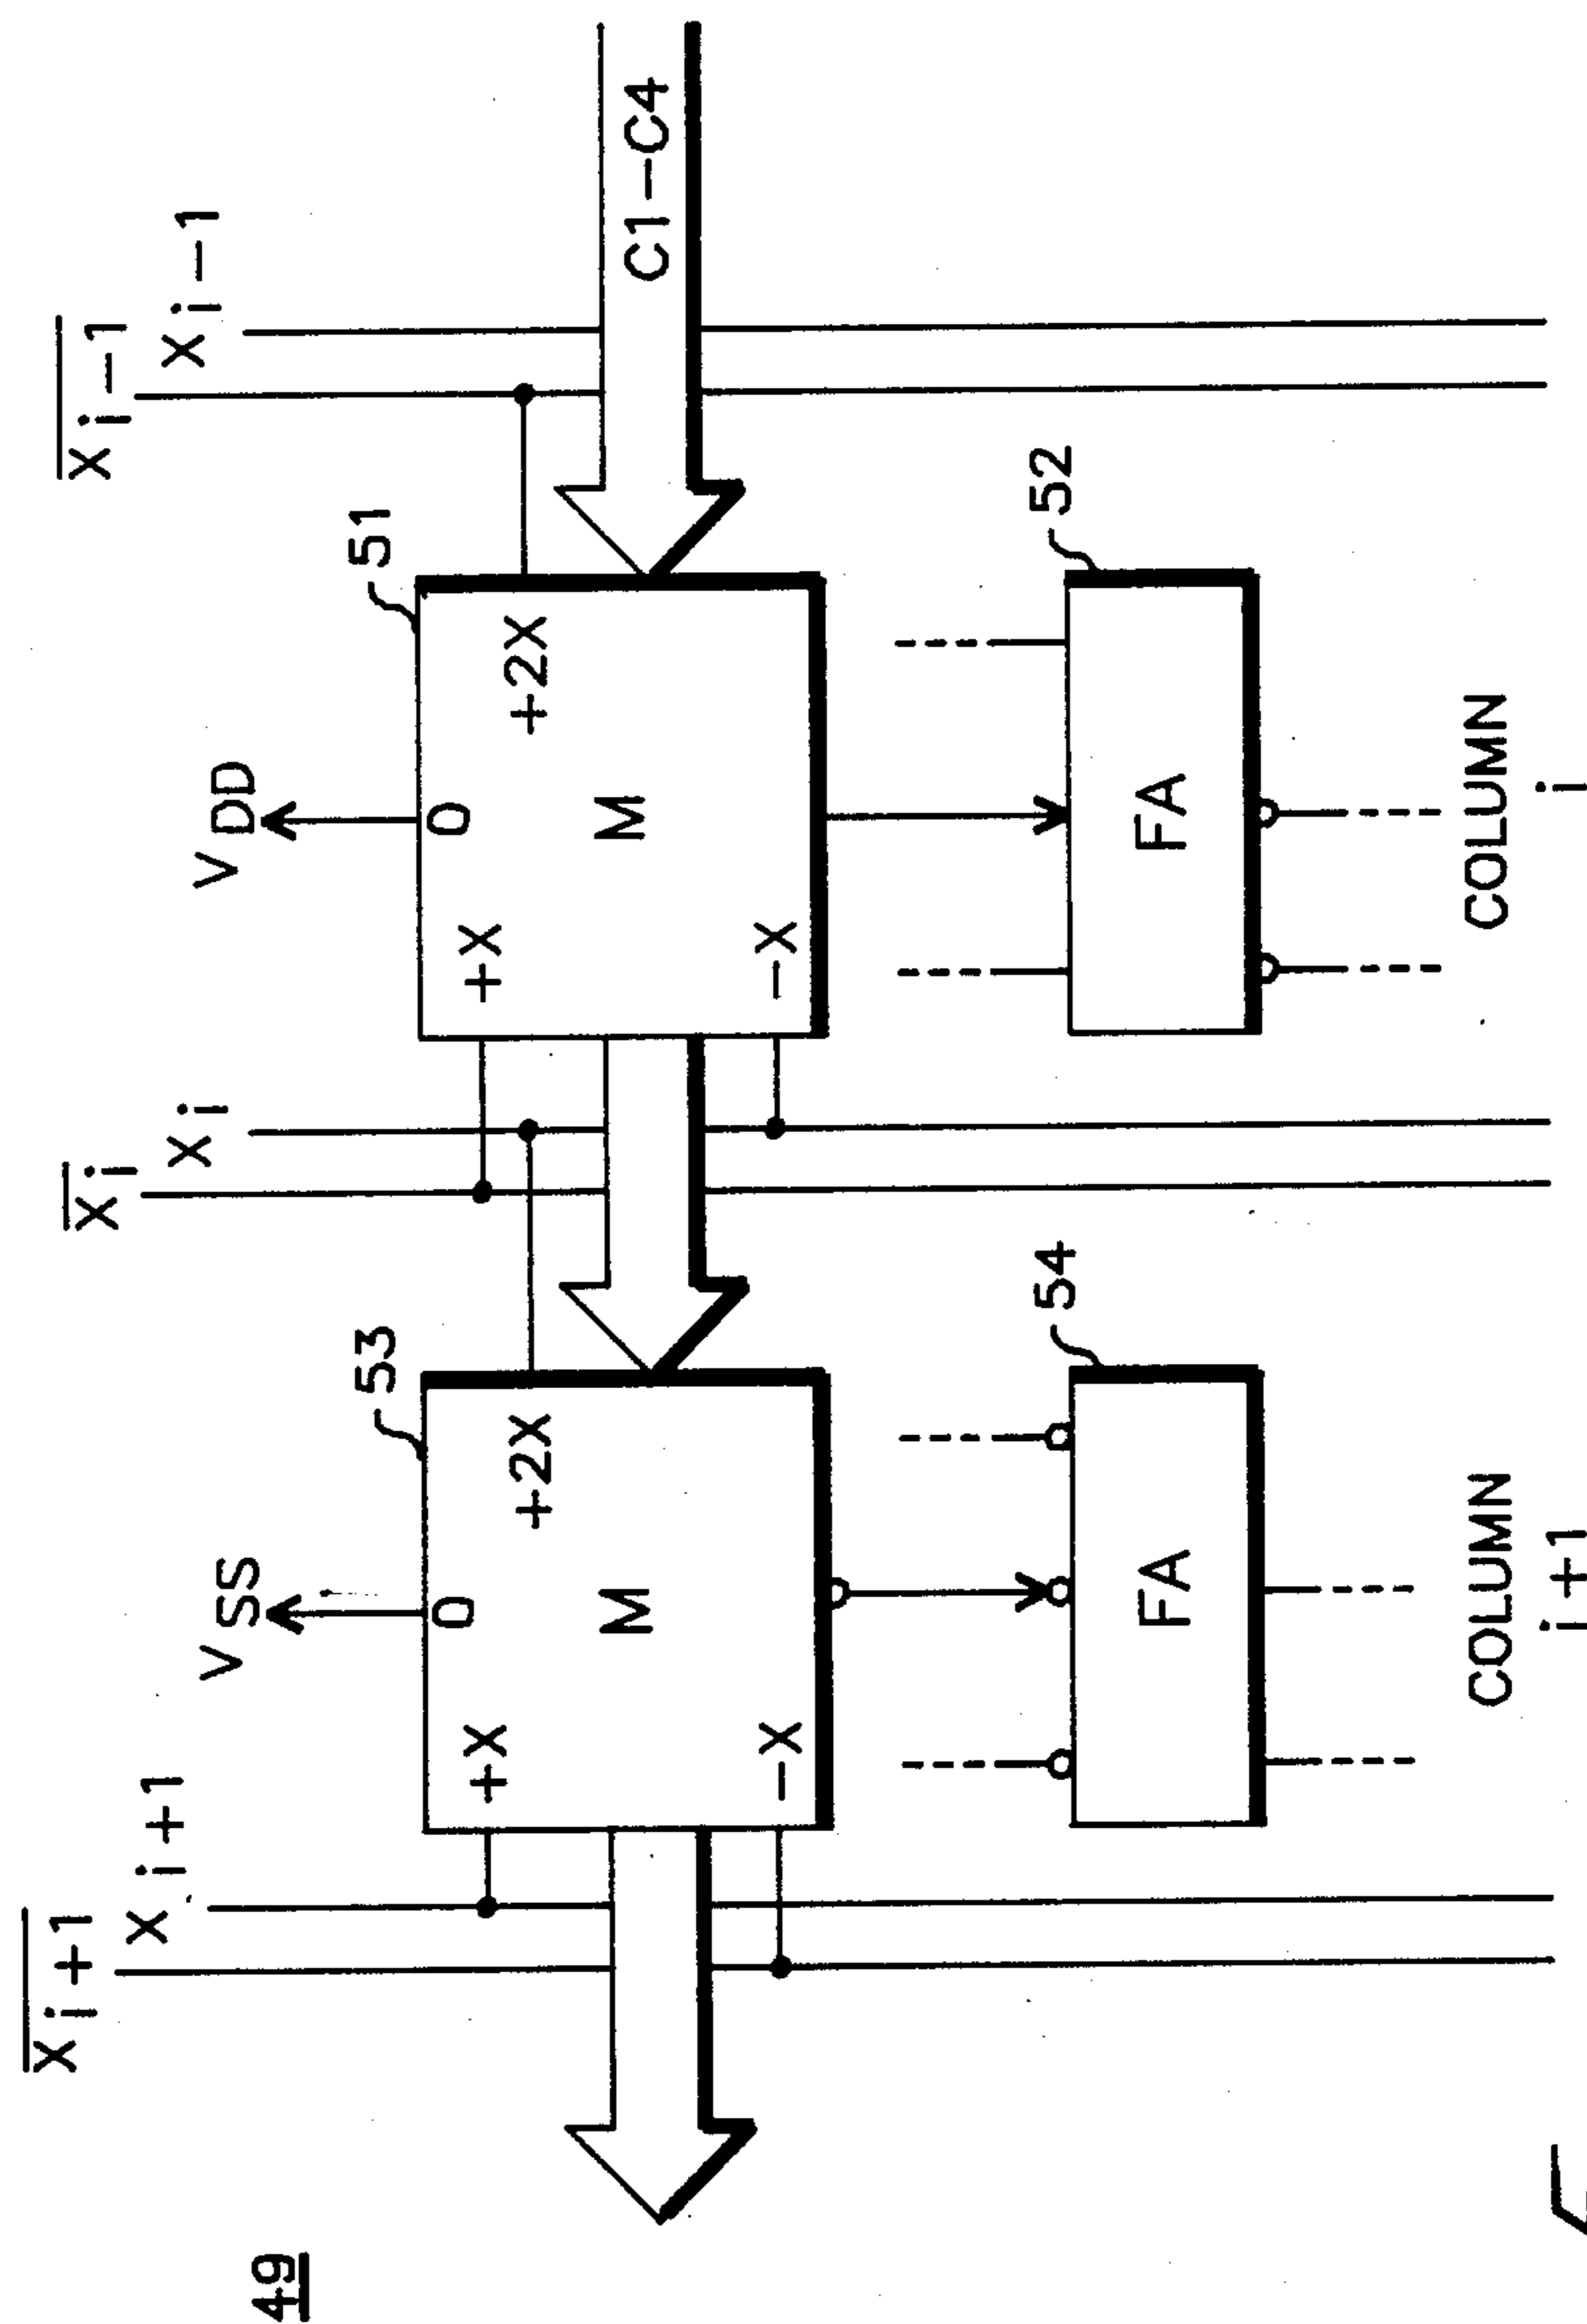 49
X̅i̅+̅1̅
Xi+1
X̅i̅
Xi
X̅i̅-̅1̅
Xi-1
VSS
VDD
53
51
0
+X
+2X
M
-X
0
+X
+2X
M
-X
C1-C4
54
52
FA
FA
COLUMN
i+1
COLUMN
i